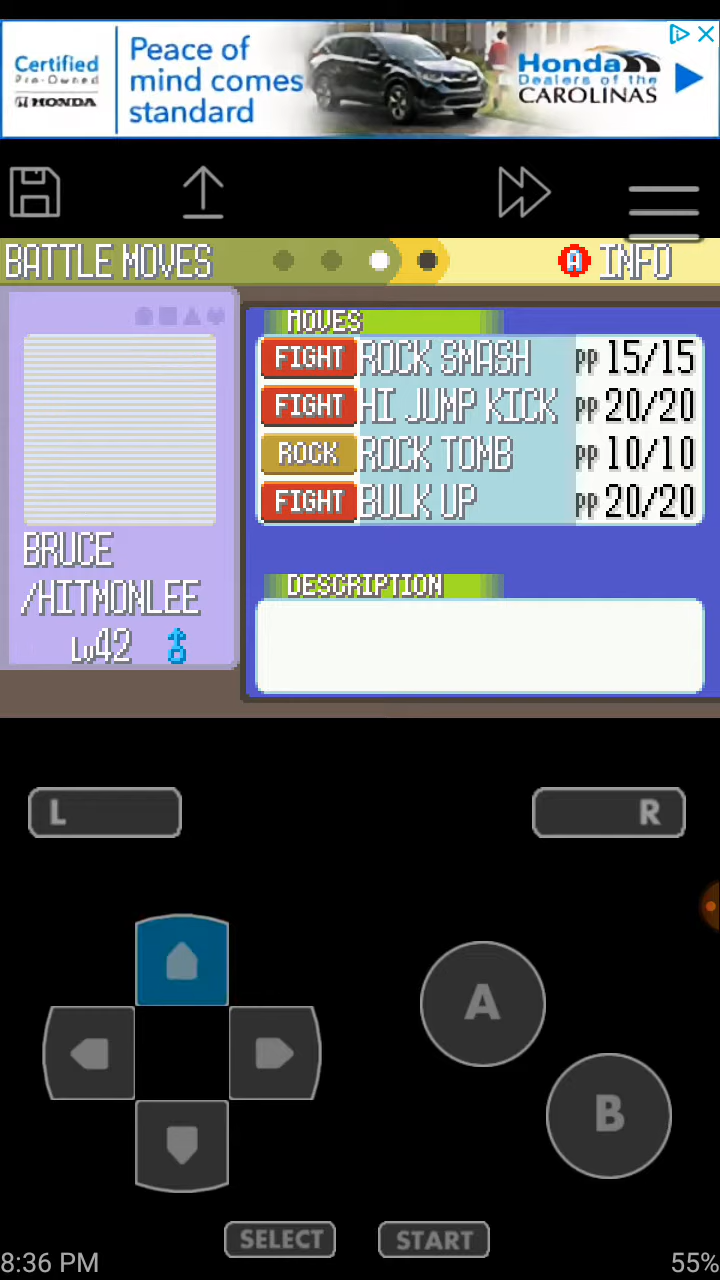 Certified
Pre-Owned
HONDA
Peace of
mind comes
standard
Honda
Dealers of the
CAROLINAS
BATTLE MOVES
A INFO
MOVES
FIGHT ROCK SMASH PP 15/15
FIGHT HI JUMP KICK PP 20/20
ROCK ROCK TOMB PP 10/10
FIGHT BULK UP PP 20/20
BRUCE
/HITMONLEE
Lv42 ♂
DESCRIPTION
L R
A
B
SELECT START
8:36 PM 55%